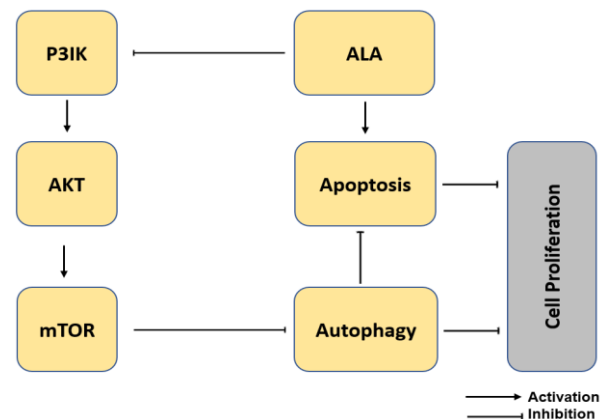 P3IK
ALA
AKT
Apoptosis
mTOR
Autophagy
Cell Proliferation
Activation
Inhibition